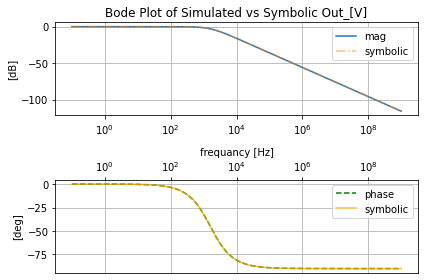 Bode Plot of Simulated vs Symbolic Out_[V]
0
−50
−100
[dB]
mag
symbolic
10^0
10^2
10^4
10^6
10^8
frequancy [Hz]
10^0
10^2
10^4
10^6
10^8
0
−25
−50
−75
[deg]
phase
symbolic